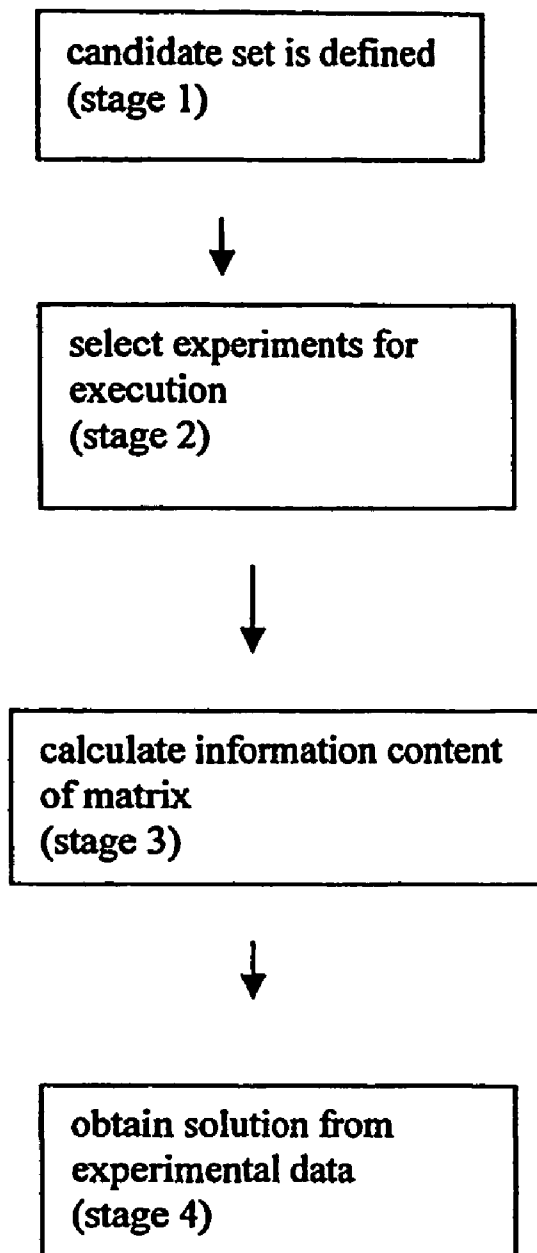 candidate set is defined
(stage 1)
select experiments for
execution
(stage 2)
calculate information content
of matrix
(stage 3)
obtain solution from
experimental data
(stage 4)